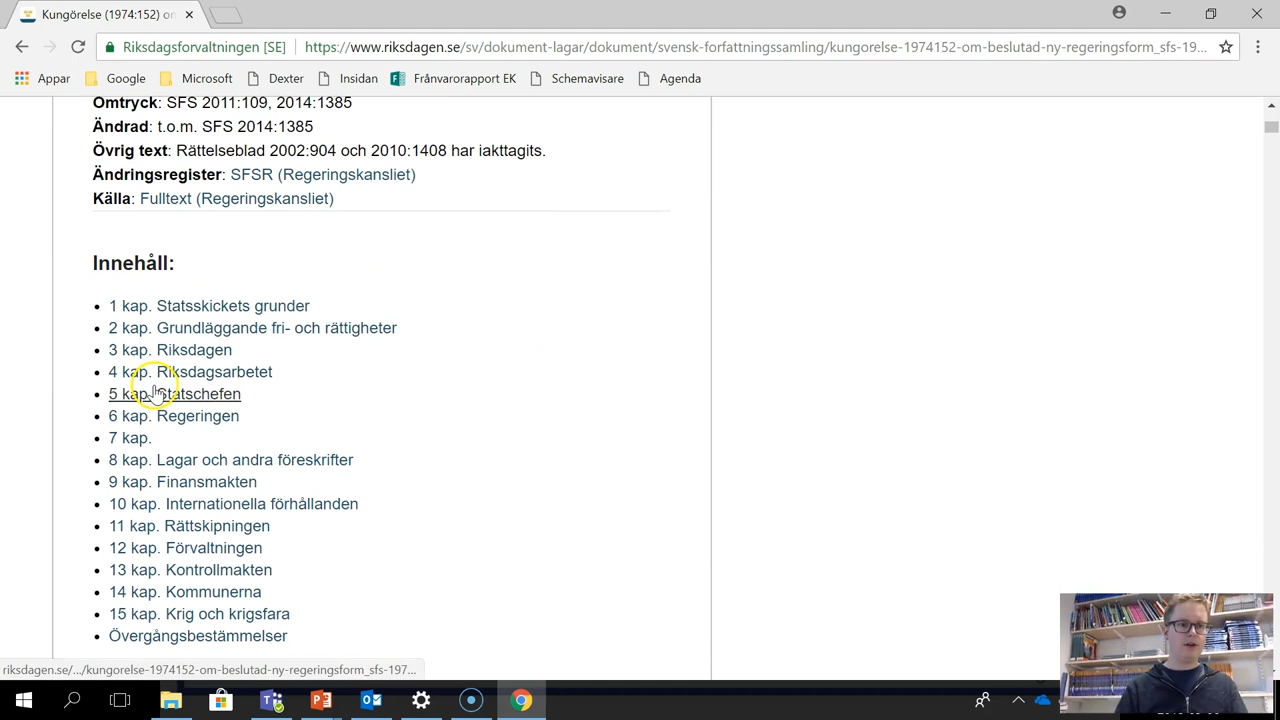 Kungörelse (1974:152) om
Riksdagsforvaltningen [SE]
https://www.riksdagen.se/sv/dokument-lagar/dokument/svensk-forfattningssamling/kungorelse-1974152-om-beslutad-ny-regeringsform_sfs-19...
Appar Google Microsoft Dexter Insidan Frånvarorapport EK Schemavisare Agenda
Omtryck: SFS 2011:109, 2014:1385
Ändrad: t.o.m. SFS 2014:1385
Övrig text: Rättelseblad 2002:904 och 2010:1408 har iakttagits.
Ändringsregister: SFSR (Regeringskansliet)
Källa: Fulltext (Regeringskansliet)
Innehåll:
1 kap. Statsskickets grunder
2 kap. Grundläggande fri- och rättigheter
3 kap. Riksdagen
4 kap. Riksdagsarbetet
5 kap. Statschefen
6 kap. Regeringen
7 kap.
8 kap. Lagar och andra föreskrifter
9 kap. Finansmakten
10 kap. Internationella förhållanden
11 kap. Rättskipningen
12 kap. Förvaltningen
13 kap. Kontrollmakten
14 kap. Kommunerna
15 kap. Krig och krigsfara
Övergångsbestämmelser
riksdagen.se/.../kungorelse-1974152-om-beslutad-ny-regeringsform_sfs-197...